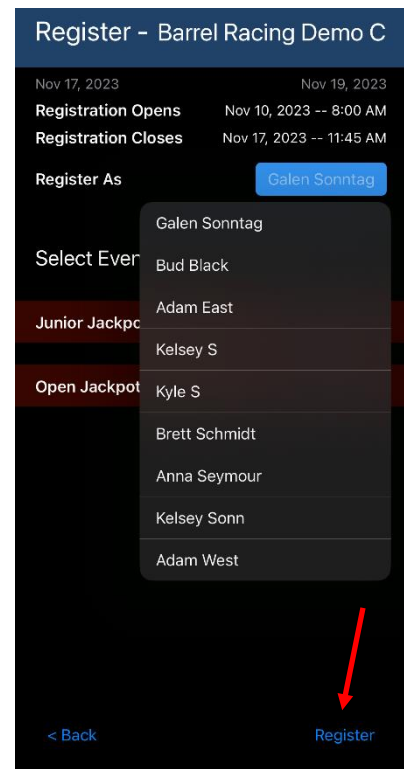 Register - Barrel Racing Demo C
Nov 17, 2023 Nov 19, 2023
Registration Opens Nov 10, 2023 -- 8:00 AM
Registration Closes Nov 17, 2023 -- 11:45 AM
Register As Galen Sonntag
Galen Sonntag
Select Even
Bud Black
Adam East
Junior Jackpo
Kelsey S
Open Jackpot
Kyle S
Brett Schmidt
Anna Seymour
Kelsey Sonn
Adam West
< Back Register